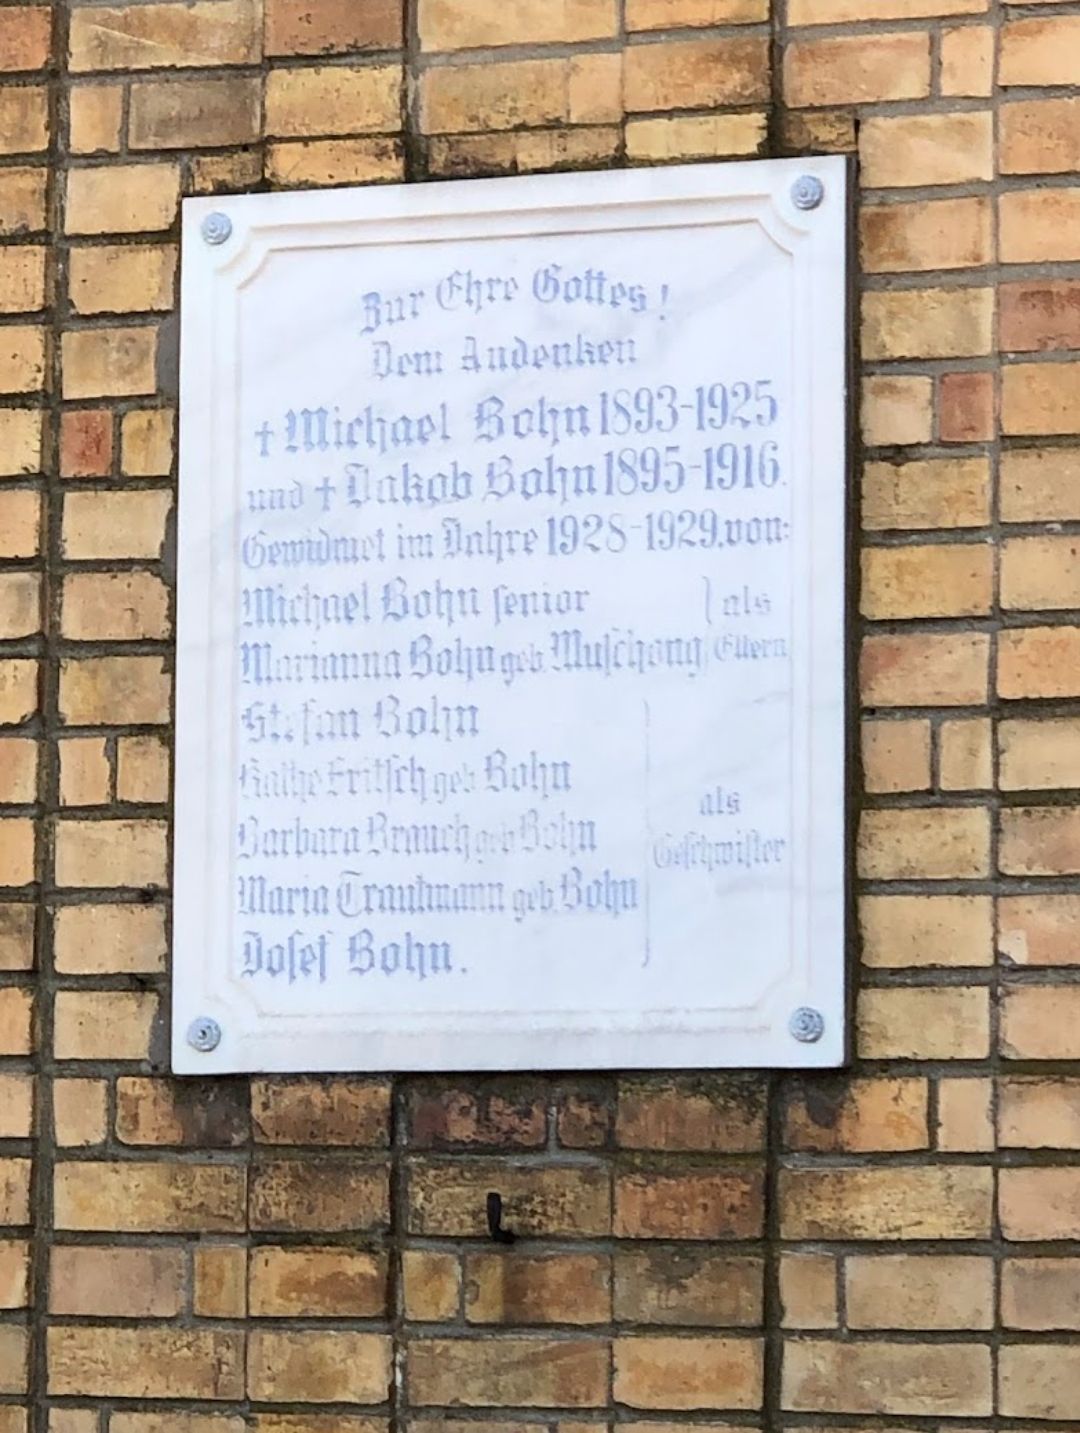 Zur Ehre Gottes!
Dem Andenken
† Michael Bohn 1893-1925
und † Jakob Bohn 1895-1916.
Gewidmet im Jahre 1928-1929.von:
Michael Bohn senior
Marianna Bohn geb. Muschong
als
Eltern
Stefan Bohn
Kathe Fritsch geb Bohn
Barbara Brauch geb Bohn
Maria Trautmann geb. Bohn
Josef Bohn.
als
Geschwister